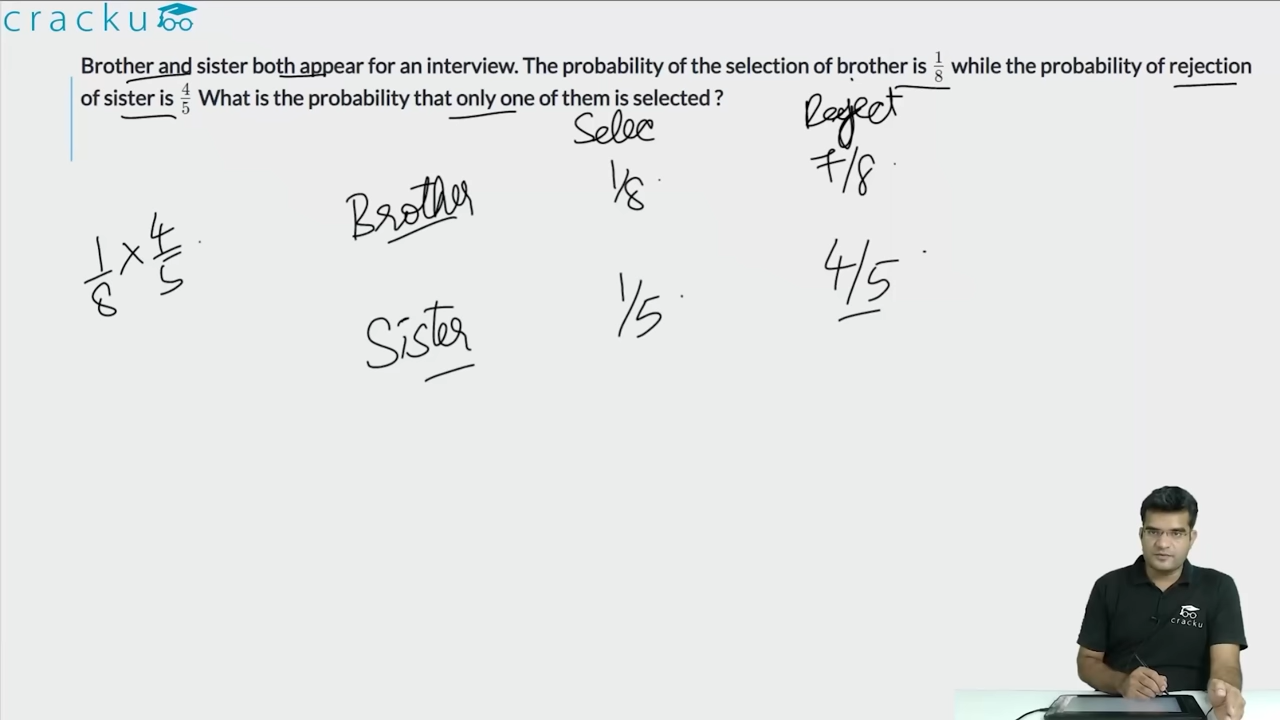 cracku
Brother and sister both appear for an interview. The probability of the selection of brother is 1/8 while the probability of rejection
of sister is 4/5 What is the probability that only one of them is selected ?
Selec Reject
Brother 1/8 7/8
1/8 × 4/5
Sister 1/5 4/5
cracku